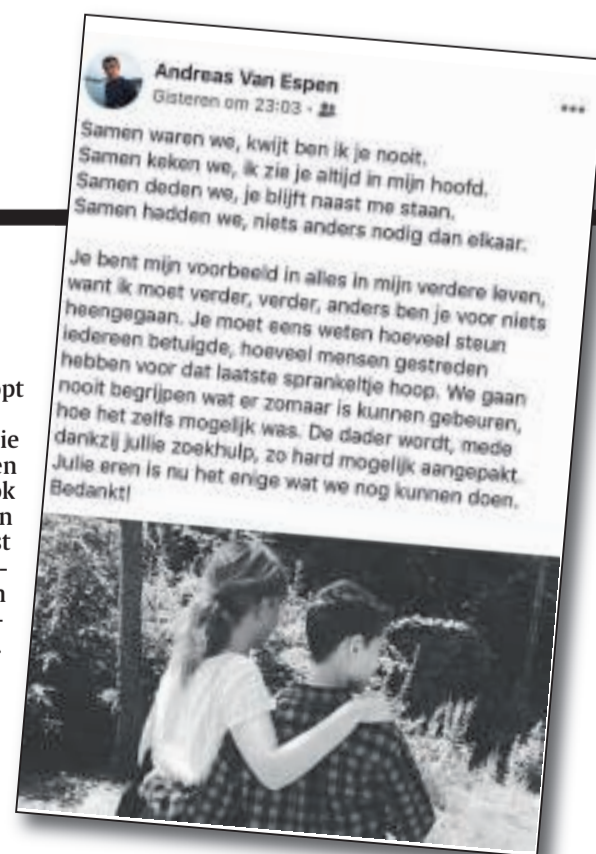 Andreas Van Espen
Gisteren om 23:03 ·
Samen waren we, kwijt ben ik je nooit.
Samen keken we, ik zie je altijd in mijn hoofd.
Samen deden we, je blijft naast me staan.
Samen hadden we, niets anders nodig dan elkaar.
Je bent mijn voorbeeld in alles in mijn verdere leven,
want ik moet verder, verder, anders ben je voor niets
heengegaan. Je moet eens weten hoeveel steun
iedereen betuigde, hoeveel mensen gestreden
hebben voor dat laatste sprankeltje hoop. We gaan
nooit begrijpen wat er zomaar is kunnen gebeuren,
hoe het zelfs mogelijk was. De dader wordt, mede
dankzij jullie zoekhulp, zo hard mogelijk aangepakt.
Julie eren is nu het enige wat we nog kunnen doen.
Bedankt!